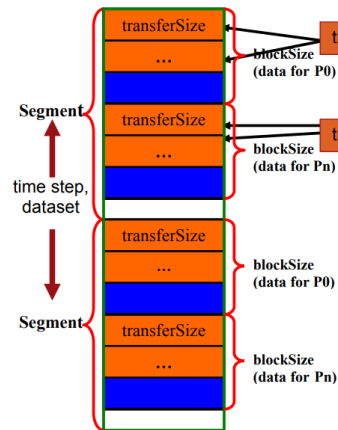 transferSize
t
...
blockSize
(data for P0)
Segment
transferSize
t
...
blockSize
(data for Pn)
time step,
dataset
transferSize
...
blockSize
(data for P0)
Segment
transferSize
...
blockSize
(data for Pn)